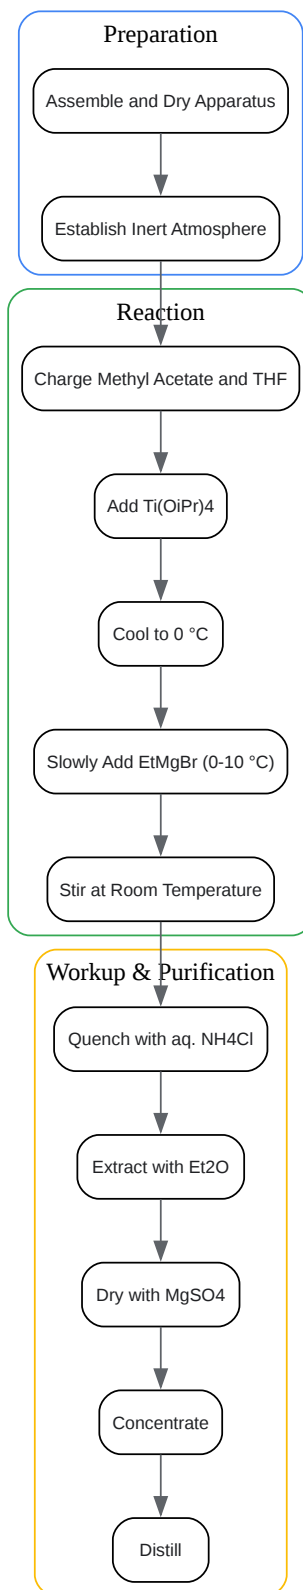 Preparation
Assemble and Dry Apparatus
Establish Inert Atmosphere
Reaction
Charge Methyl Acetate and THF
Add Ti(OiPr)4
Cool to 0 °C
Slowly Add EtMgBr (0-10 °C)
Stir at Room Temperature
Workup & Purification
Quench with aq. NH4Cl
Extract with Et2O
Dry with MgSO4
Concentrate
Distill